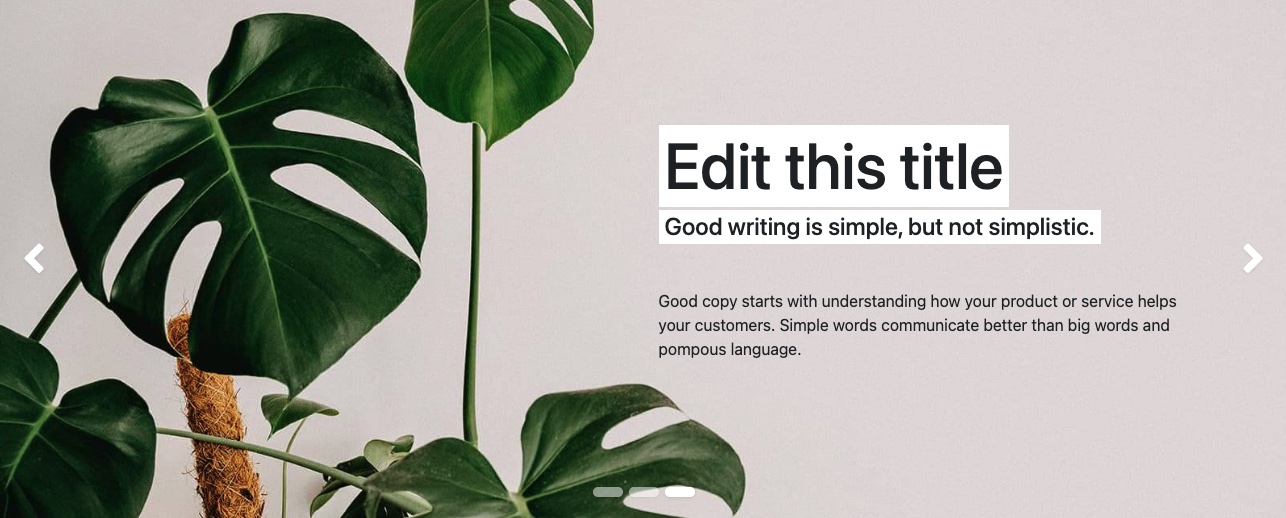 Edit this title
Good writing is simple, but not simplistic.
Good copy starts with understanding how your product or service helps
your customers. Simple words communicate better than big words and
pompous language.